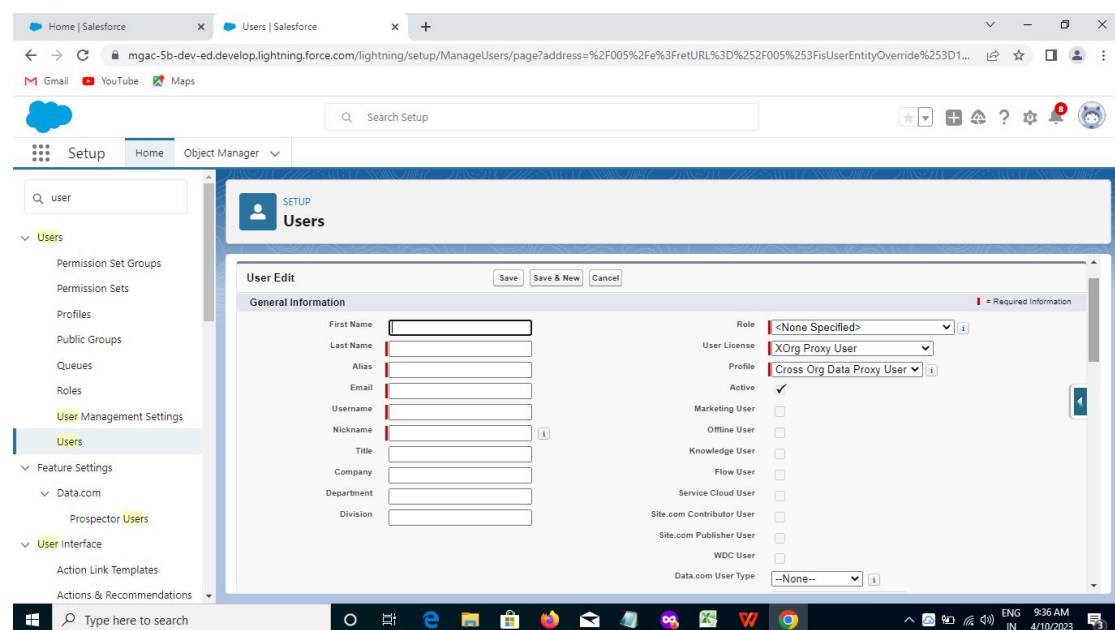 Home | Salesforce
Users | Salesforce
mgac-5b-dev-ed.develop.lightning.force.com/lightning/setup/ManageUsers/page?address=%2F005%2Fe%3FretURL%3D%252F005%253FisUserEntityOverride%253D1...
Gmail YouTube Maps
Search Setup
8
Setup Home Object Manager
user
SETUP
Users
Users
Permission Set Groups
Permission Sets
Profiles
Public Groups
Queues
Roles
User Management Settings
Users
Feature Settings
Data.com
Prospector Users
User Interface
Action Link Templates
Actions & Recommendations
User Edit Save Save & New Cancel
General Information = Required Information
First Name
Last Name
Alias
Email
Username
Nickname
Title
Company
Department
Division
Role <None Specified>
User License XOrg Proxy User
Profile Cross Org Data Proxy User
Active
Marketing User
Offline User
Knowledge User
Flow User
Service Cloud User
Site.com Contributor User
Site.com Publisher User
WDC User
Data.com User Type --None--
Type here to search
ENG 9:36 AM
IN 4/10/2023
3